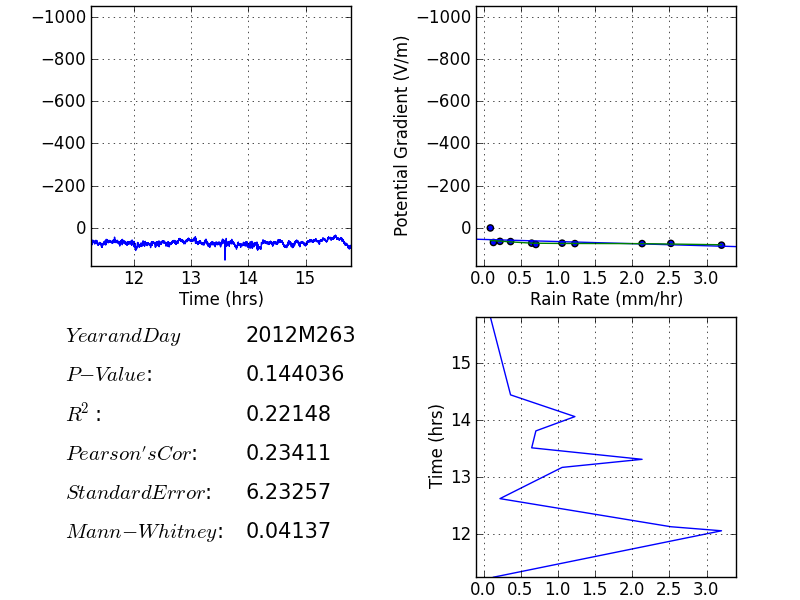 −1000
−800
−600
−400
−200
0
12 13 14 15
Time (hrs)
Potential Gradient (V/m)
−1000
−800
−600
−400
−200
0
0.0 0.5 1.0 1.5 2.0 2.5 3.0
Rain Rate (mm/hr)
YearandDay 2012M263
P−Value: 0.144036
R²: 0.22148
Pearson'sCor: 0.23411
StandardError: 6.23257
Mann−Whitney: 0.04137
Time (hrs)
15
14
13
12
0.0 0.5 1.0 1.5 2.0 2.5 3.0